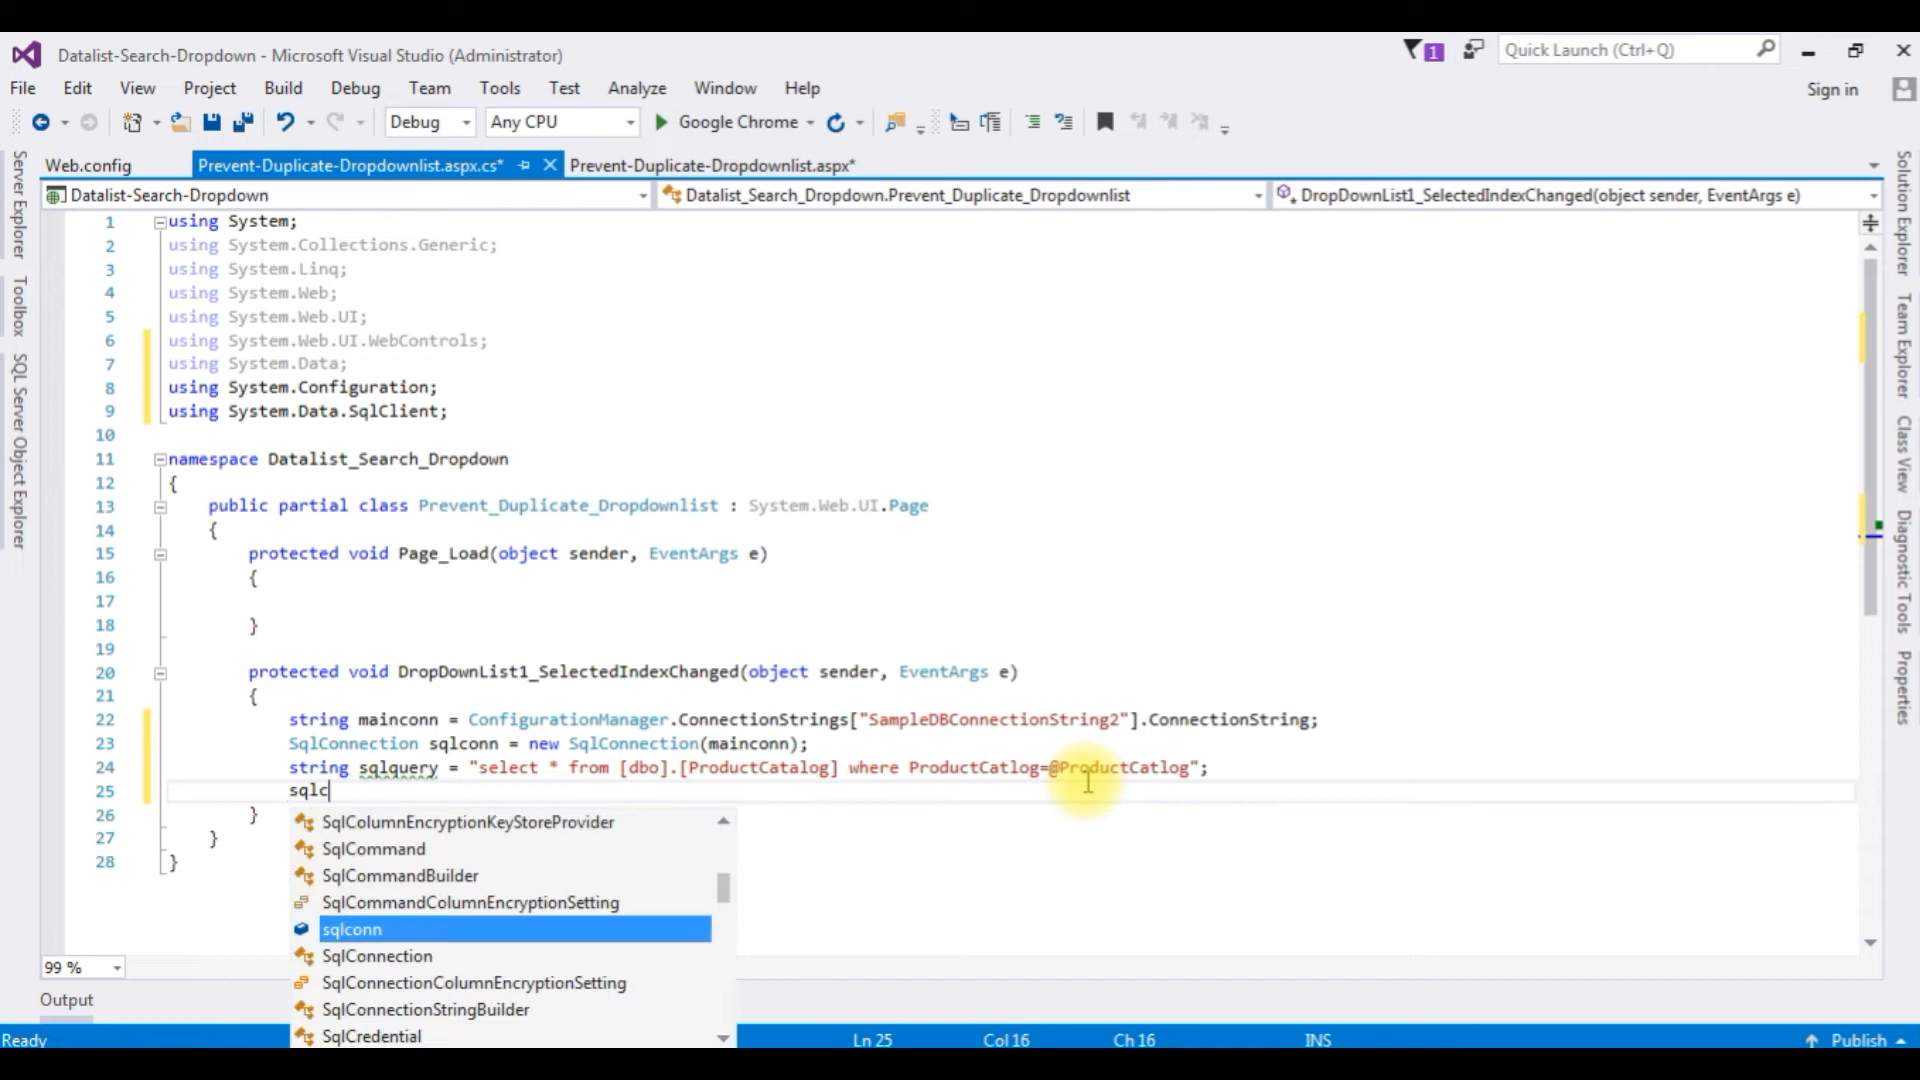 Datalist-Search-Dropdown - Microsoft Visual Studio (Administrator)
1
Quick Launch (Ctrl+Q)
File Edit View Project Build Debug Team Tools Test Analyze Window Help
Sign in
Debug Any CPU Google Chrome
Web.config Prevent-Duplicate-Dropdownlist.aspx.cs* Prevent-Duplicate-Dropdownlist.aspx*
Datalist-Search-Dropdown Datalist_Search_Dropdown.Prevent_Duplicate_Dropdownlist DropDownList1_SelectedIndexChanged(object sender, EventArgs e)
Server Explorer
Toolbox
SQL Server Object Explorer
1 using System;
2 using System.Collections.Generic;
3 using System.Linq;
4 using System.Web;
5 using System.Web.UI;
6 using System.Web.UI.WebControls;
7 using System.Data;
8 using System.Configuration;
9 using System.Data.SqlClient;
10
11 namespace Datalist_Search_Dropdown
12 {
13 public partial class Prevent_Duplicate_Dropdownlist : System.Web.UI.Page
14 {
15 protected void Page_Load(object sender, EventArgs e)
16 {
17
18 }
19
20 protected void DropDownList1_SelectedIndexChanged(object sender, EventArgs e)
21 {
22 string mainconn = ConfigurationManager.ConnectionStrings["SampleDBConnectionString2"].ConnectionString;
23 SqlConnection sqlconn = new SqlConnection(mainconn);
24 string sqlquery = "select * from [dbo].[ProductCatalog] where ProductCatlog=@ProductCatlog";
25 sqlc
26 }
27 }
28 }
SqlColumnEncryptionKeyStoreProvider
SqlCommand
SqlCommandBuilder
SqlCommandColumnEncryptionSetting
sqlconn
SqlConnection
SqlConnectionColumnEncryptionSetting
SqlConnectionStringBuilder
SqlCredential
Solution Explorer
Team Explorer
Class View
Diagnostic Tools
Properties
99 %
Output
Ready Ln 25 Col 16 Ch 16 INS Publish